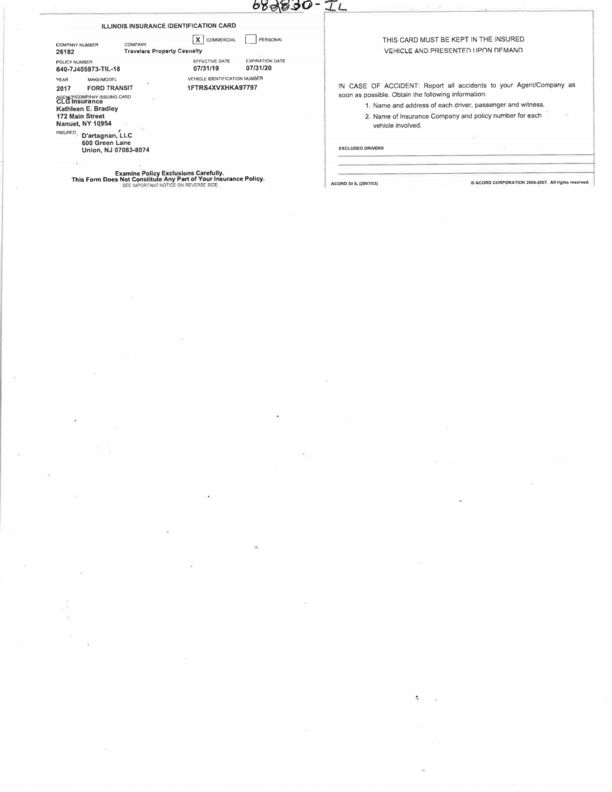 682830-IL
ILLINOIS INSURANCE IDENTIFICATION CARD
X COMMERCIAL PERSONAL
COMPANY NUMBER COMPANY
26182 Travelers Property Casualty
POLICY NUMBER EFFECTIVE DATE EXPIRATION DATE
840-7J405973-TIL-18 07/31/19 07/31/20
YEAR MAKE/MODEL VEHICLE IDENTIFICATION NUMBER
2017 FORD TRANSIT 1FTRS4XVXHKA97797
AGENCY/COMPANY ISSUING CARD
CLG Insurance
Kathleen E. Bradley
172 Main Street
Nanuet, NY 10954
INSURED
D'artagnan, LLC
600 Green Lane
Union, NJ 07083-8074
Examine Policy Exclusions Carefully.
This Form Does Not Constitute Any Part of Your Insurance Policy.
SEE IMPORTANT NOTICE ON REVERSE SIDE
THIS CARD MUST BE KEPT IN THE INSURED
VEHICLE AND PRESENTED UPON DEMAND
IN CASE OF ACCIDENT: Report all accidents to your Agent/Company as
soon as possible. Obtain the following information:
1. Name and address of each driver, passenger and witness.
2. Name of Insurance Company and policy number for each
vehicle involved.
EXCLUDED DRIVERS
ACORD 50 IL (2007/03) © ACORD CORPORATION 2006-2007. All rights reserved.